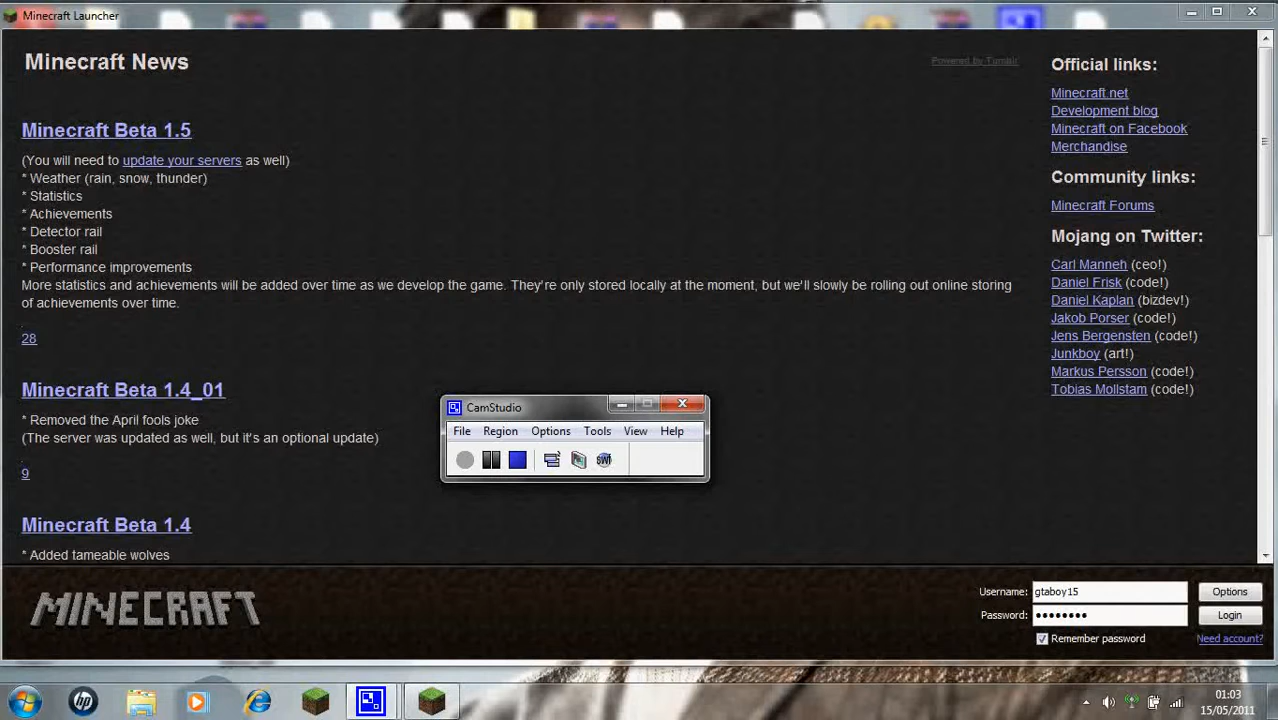 Minecraft Launcher
Minecraft News
Powered by Tumblr
Minecraft Beta 1.5
(You will need to update your servers as well)
* Weather (rain, snow, thunder)
* Statistics
* Achievements
* Detector rail
* Booster rail
* Performance improvements
More statistics and achievements will be added over time as we develop the game. They're only stored locally at the moment, but we'll slowly be rolling out online storing
of achievements over time.
28
Minecraft Beta 1.4_01
* Removed the April fools joke
(The server was updated as well, but it's an optional update)
9
Minecraft Beta 1.4
* Added tameable wolves
Official links:
Minecraft.net
Development blog
Minecraft on Facebook
Merchandise
Community links:
Minecraft Forums
Mojang on Twitter:
Carl Manneh (ceo!)
Daniel Frisk (code!)
Daniel Kaplan (bizdev!)
Jakob Porser (code!)
Jens Bergensten (code!)
Junkboy (art!)
Markus Persson (code!)
Tobias Mollstam (code!)
CamStudio
File Region Options Tools View Help
SWF
MINECRAFT
Username: gtaboy15 Options
Password: ●●●●●●●● Login
Remember password Need account?
hp
01:03
15/05/2011